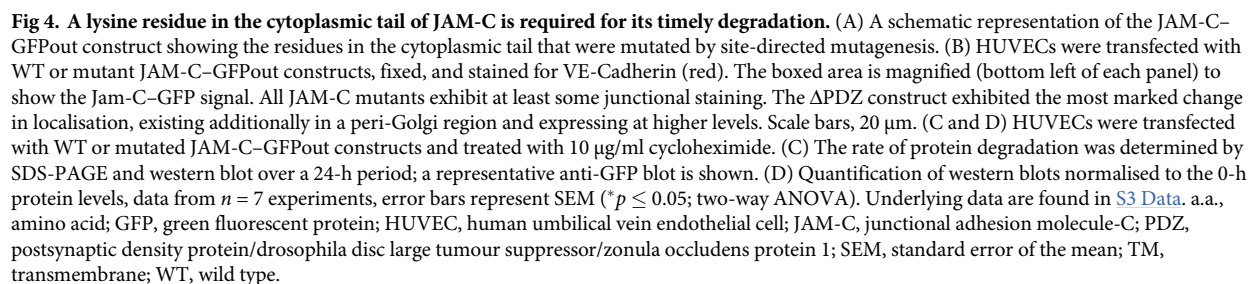 Fig 4. A lysine residue in the cytoplasmic tail of JAM-C is required for its timely degradation. (A) A schematic representation of the JAM-C–
GFPout construct showing the residues in the cytoplasmic tail that were mutated by site-directed mutagenesis. (B) HUVECs were transfected with
WT or mutant JAM-C–GFPout constructs, fixed, and stained for VE-Cadherin (red). The boxed area is magnified (bottom left of each panel) to
show the Jam-C–GFP signal. All JAM-C mutants exhibit at least some junctional staining. The ΔPDZ construct exhibited the most marked change
in localisation, existing additionally in a peri-Golgi region and expressing at higher levels. Scale bars, 20 μm. (C and D) HUVECs were transfected
with WT or mutated JAM-C–GFPout constructs and treated with 10 μg/ml cycloheximide. (C) The rate of protein degradation was determined by
SDS-PAGE and western blot over a 24-h period; a representative anti-GFP blot is shown. (D) Quantification of western blots normalised to the 0-h
protein levels, data from n = 7 experiments, error bars represent SEM (*p ≤ 0.05; two-way ANOVA). Underlying data are found in S3 Data. a.a.,
amino acid; GFP, green fluorescent protein; HUVEC, human umbilical vein endothelial cell; JAM-C, junctional adhesion molecule-C; PDZ,
postsynaptic density protein/drosophila disc large tumour suppressor/zonula occludens protein 1; SEM, standard error of the mean; TM,
transmembrane; WT, wild type.